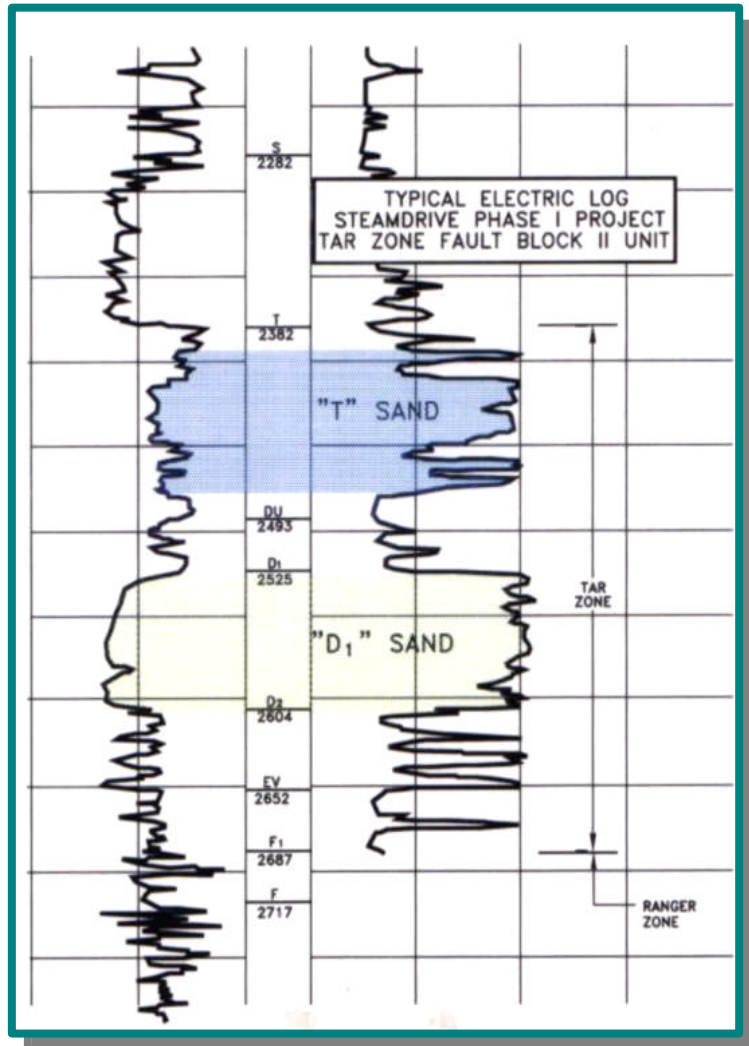 S
2282
TYPICAL ELECTRIC LOG
STEAMDRIVE PHASE I PROJECT
TAR ZONE FAULT BLOCK II UNIT
T
2382
"T" SAND
DU
2493
D1
2525
TAR
ZONE
"D1" SAND
D2
2604
EV
2652
F1
2687
F
2717
RANGER
ZONE